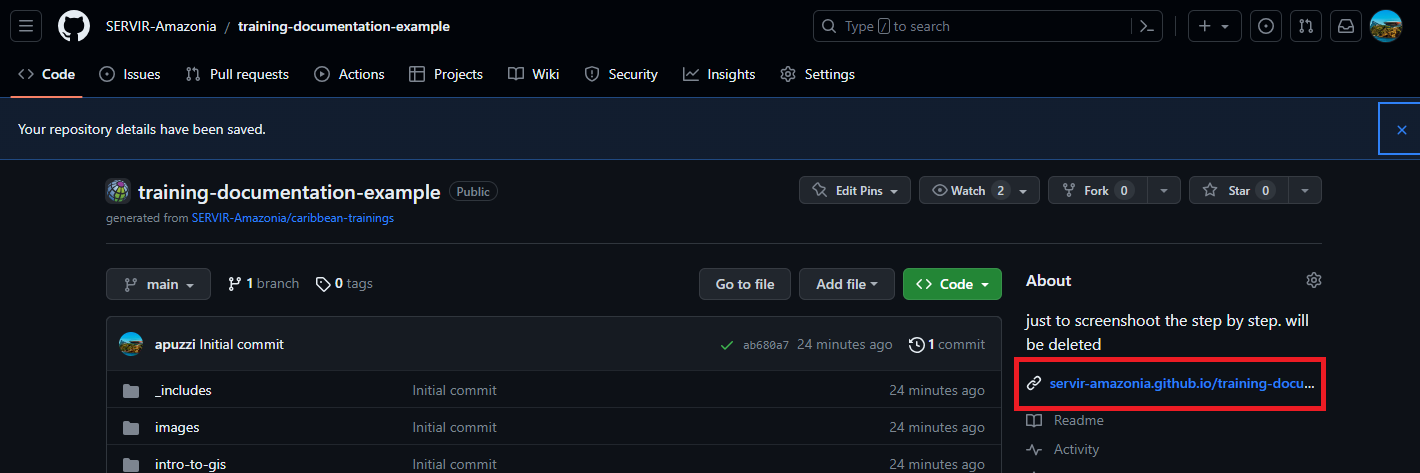 SERVIR-Amazonia / training-documentation-example
Type / to search
Code Issues Pull requests Actions Projects Wiki Security Insights Settings
Your repository details have been saved.
training-documentation-example Public
Edit Pins Watch 2 Fork 0 Star 0
generated from SERVIR-Amazonia/caribbean-trainings
main 1 branch 0 tags Go to file Add file Code
About
just to screenshoot the step by step. will
be deleted
servir-amazonia.github.io/training-docu...
Readme
Activity
apuzzi Initial commit ab680a7 24 minutes ago 1 commit
_includes Initial commit 24 minutes ago
images Initial commit 24 minutes ago
intro-to-gis Initial commit 24 minutes ago